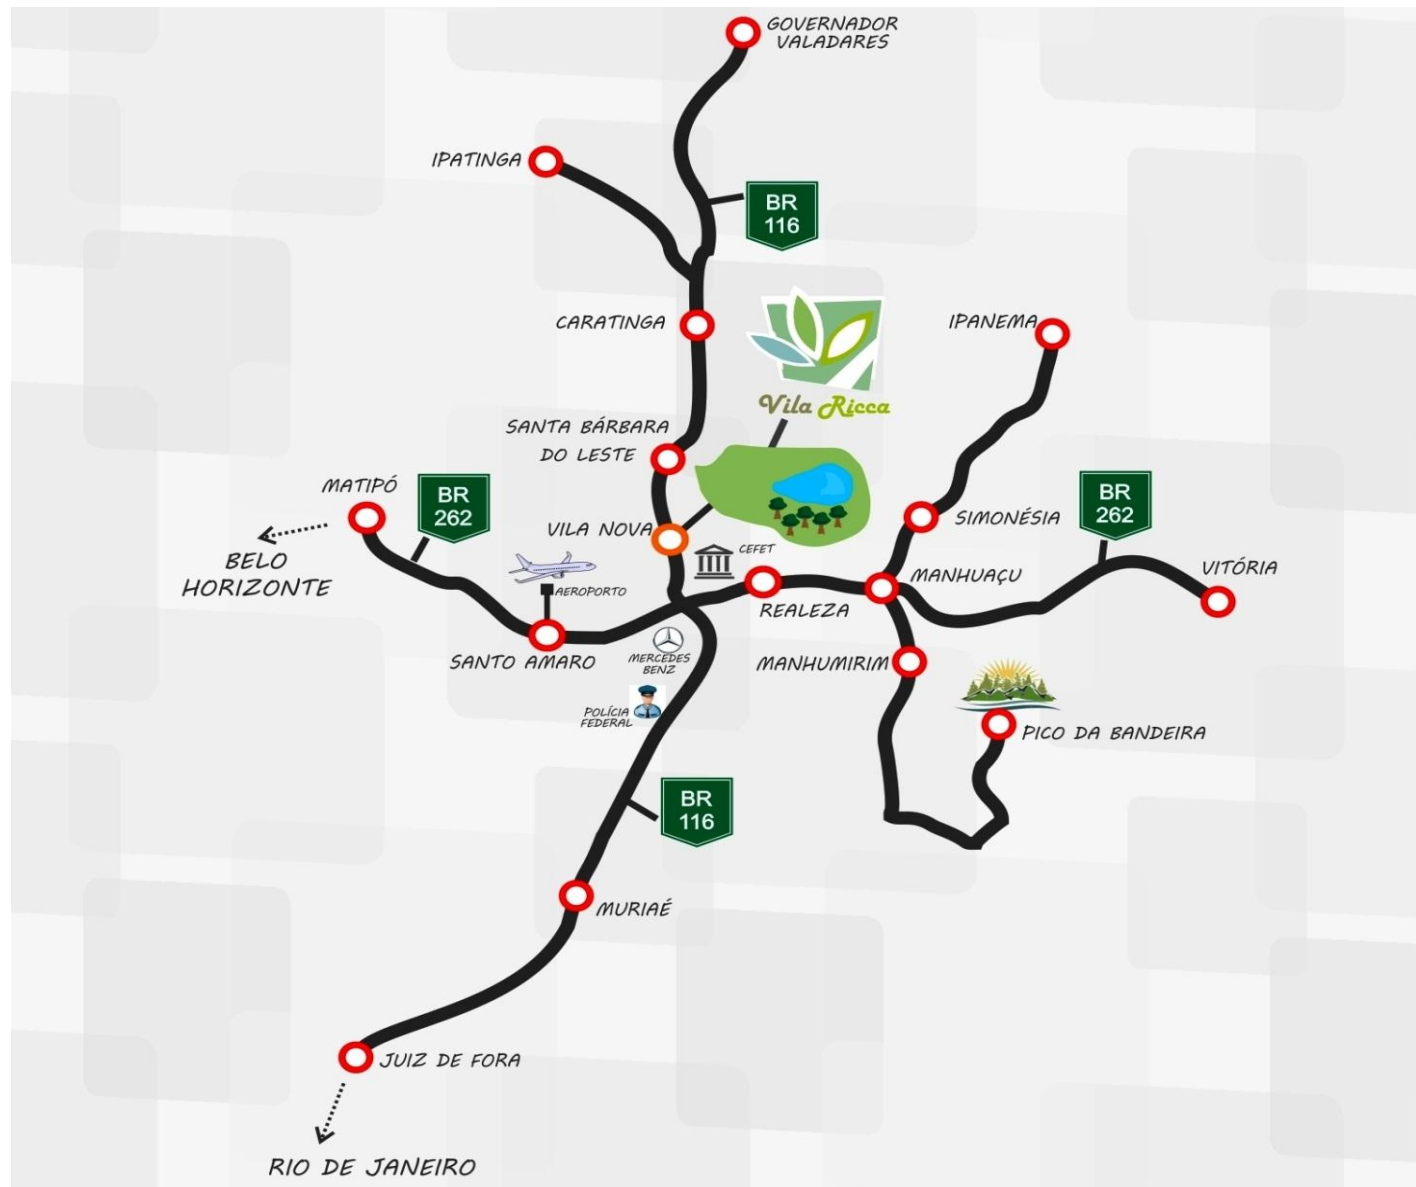 GOVERNADOR
VALADARES
IPATINGA
BR
116
CARATINGA
IPANEMA
Vila Ricca
SANTA BÁRBARA
DO LESTE
MATIPÓ
BR
262
BR
262
VILA NOVA
SIMONÉSIA
BELO
HORIZONTE
CEFET
AEROPORTO
MANHUAÇU
VITÓRIA
REALEZA
SANTO AMARO
MERCEDES
BENZ
MANHUMIRIM
POLÍCIA
FEDERAL
PICO DA BANDEIRA
BR
116
MURIAÉ
JUIZ DE FORA
RIO DE JANEIRO